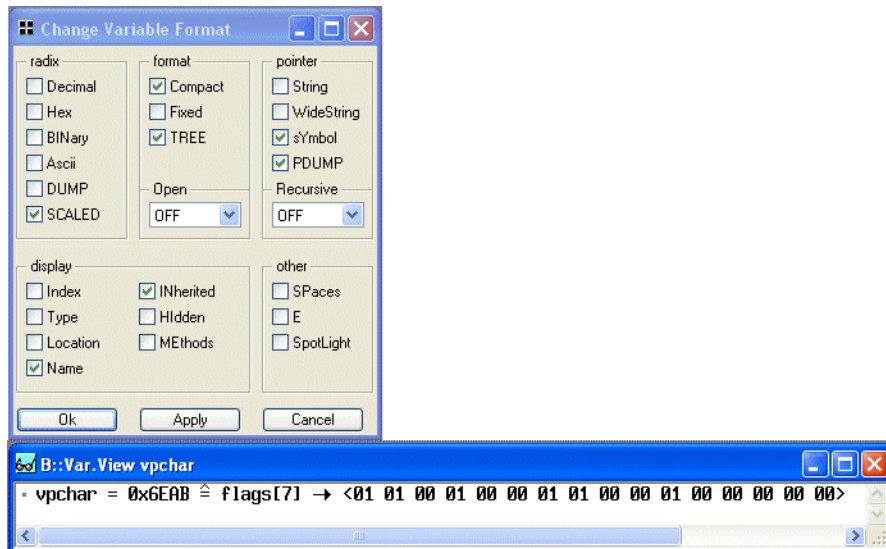 Change Variable Format
radix
Decimal
Hex
BINary
Ascii
DUMP
SCALED
format
Compact
Fixed
TREE
Open
OFF
pointer
String
WideString
sYmbol
PDUMP
Recursive
OFF
display
Index
Type
Location
Name
INherited
HIdden
MEthods
other
SPaces
E
SpotLight
Ok Apply Cancel
B::Var.View vpchar
vpchar = 0x6EAB ≙ flags[7] → <01 01 00 01 00 00 01 01 00 00 01 00 00 00 00 00>